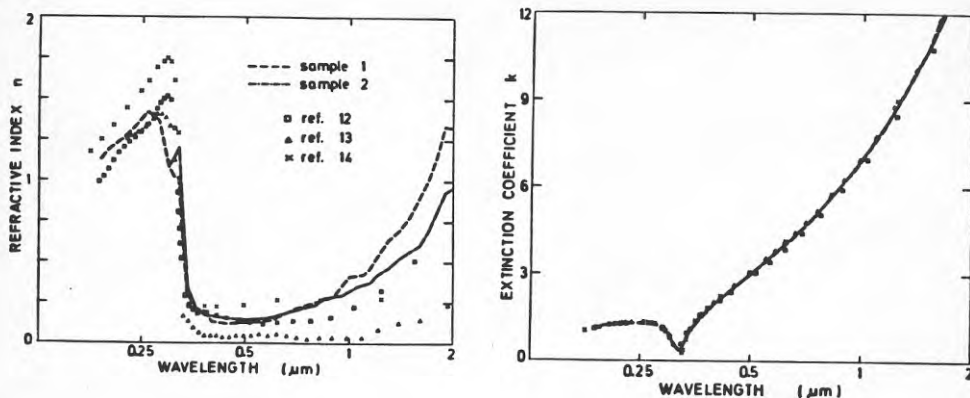 2
1
0
REFRACTIVE INDEX n
sample 1
sample 2
ref. 12
ref. 13
ref. 14
0.25
0.5
1
2
WAVELENGTH (μm)
12
9
6
3
0
EXTINCTION COEFFICIENT k
0.25
0.5
1
2
WAVELENGTH (μm)